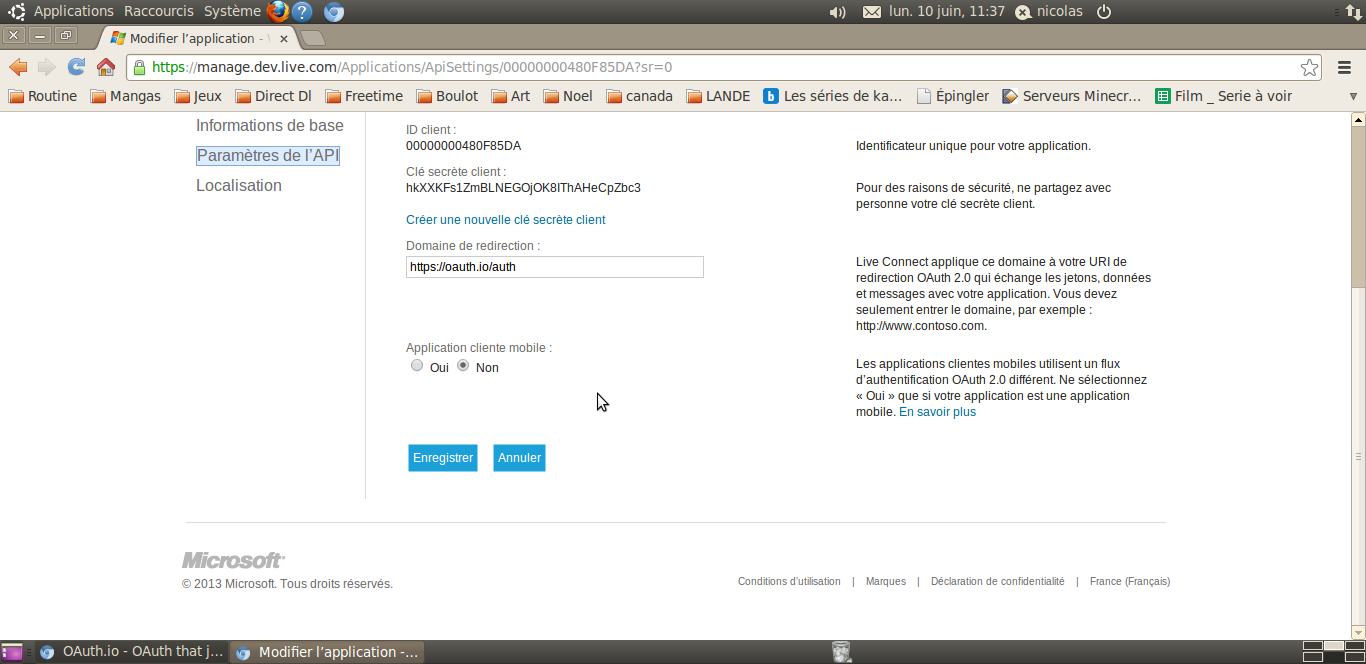 Applications Raccourcis Système lun. 10 juin, 11:37 nicolas
Modifier l'application - 
https://manage.dev.live.com/Applications/ApiSettings/00000000480F85DA?sr=0
Routine Mangas Jeux Direct Dl Freetime Boulot Art Noel canada LANDE Les séries de ka... Épingler Serveurs Minecr... Film _ Serie à voir
Informations de base
Paramètres de l'API
Localisation
ID client :
00000000480F85DA
Identificateur unique pour votre application.
Clé secrète client :
hkXXKFs1ZmBLNEGOjOK8IThAHeCpZbc3
Pour des raisons de sécurité, ne partagez avec
personne votre clé secrète client.
Créer une nouvelle clé secrète client
Domaine de redirection :
https://oauth.io/auth
Live Connect applique ce domaine à votre URI de
redirection OAuth 2.0 qui échange les jetons, données
et messages avec votre application. Vous devez
seulement entrer le domaine, par exemple :
http://www.contoso.com.
Application cliente mobile :
Oui Non
Les applications clientes mobiles utilisent un flux
d'authentification OAuth 2.0 différent. Ne sélectionnez
« Oui » que si votre application est une application
mobile. En savoir plus
Enregistrer Annuler
Microsoft
© 2013 Microsoft. Tous droits réservés.
Conditions d'utilisation | Marques | Déclaration de confidentialité | France (Français)
OAuth.io - OAuth that j... Modifier l'application -...